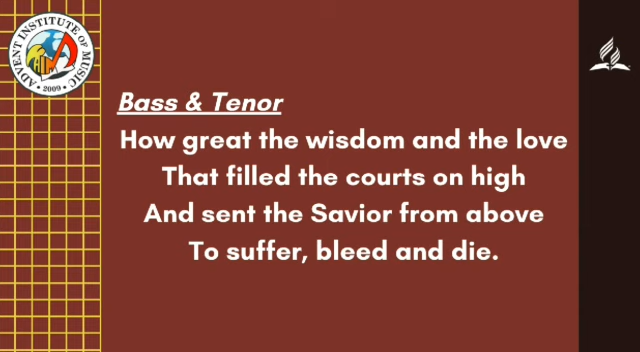 ADVENT INSTITUTE OF MUSIC
AIM
• 2009 •
Bass & Tenor
How great the wisdom and the love
That filled the courts on high
And sent the Savior from above
To suffer, bleed and die.